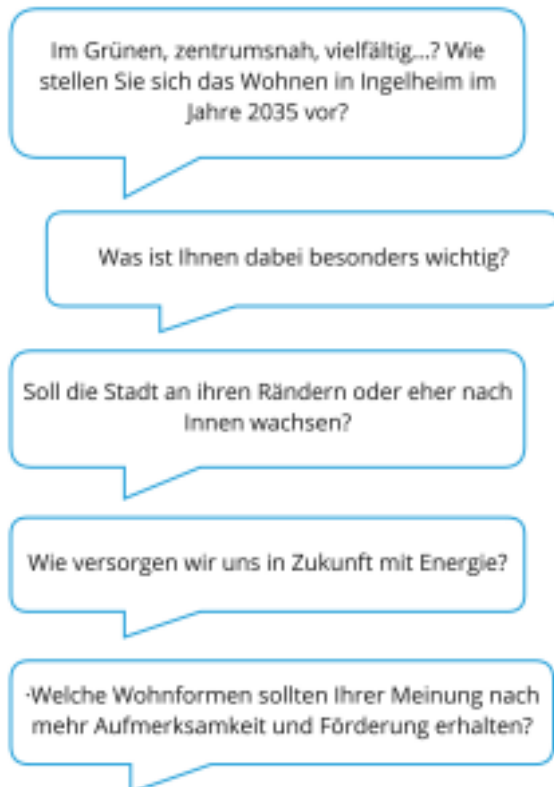 Im Grünen, zentrumsnah, vielfältig...? Wie
stellen Sie sich das Wohnen in Ingelheim im
Jahre 2035 vor?
Was ist Ihnen dabei besonders wichtig?
Soll die Stadt an ihren Rändern oder eher nach
Innen wachsen?
Wie versorgen wir uns in Zukunft mit Energie?
·Welche Wohnformen sollten Ihrer Meinung nach
mehr Aufmerksamkeit und Förderung erhalten?